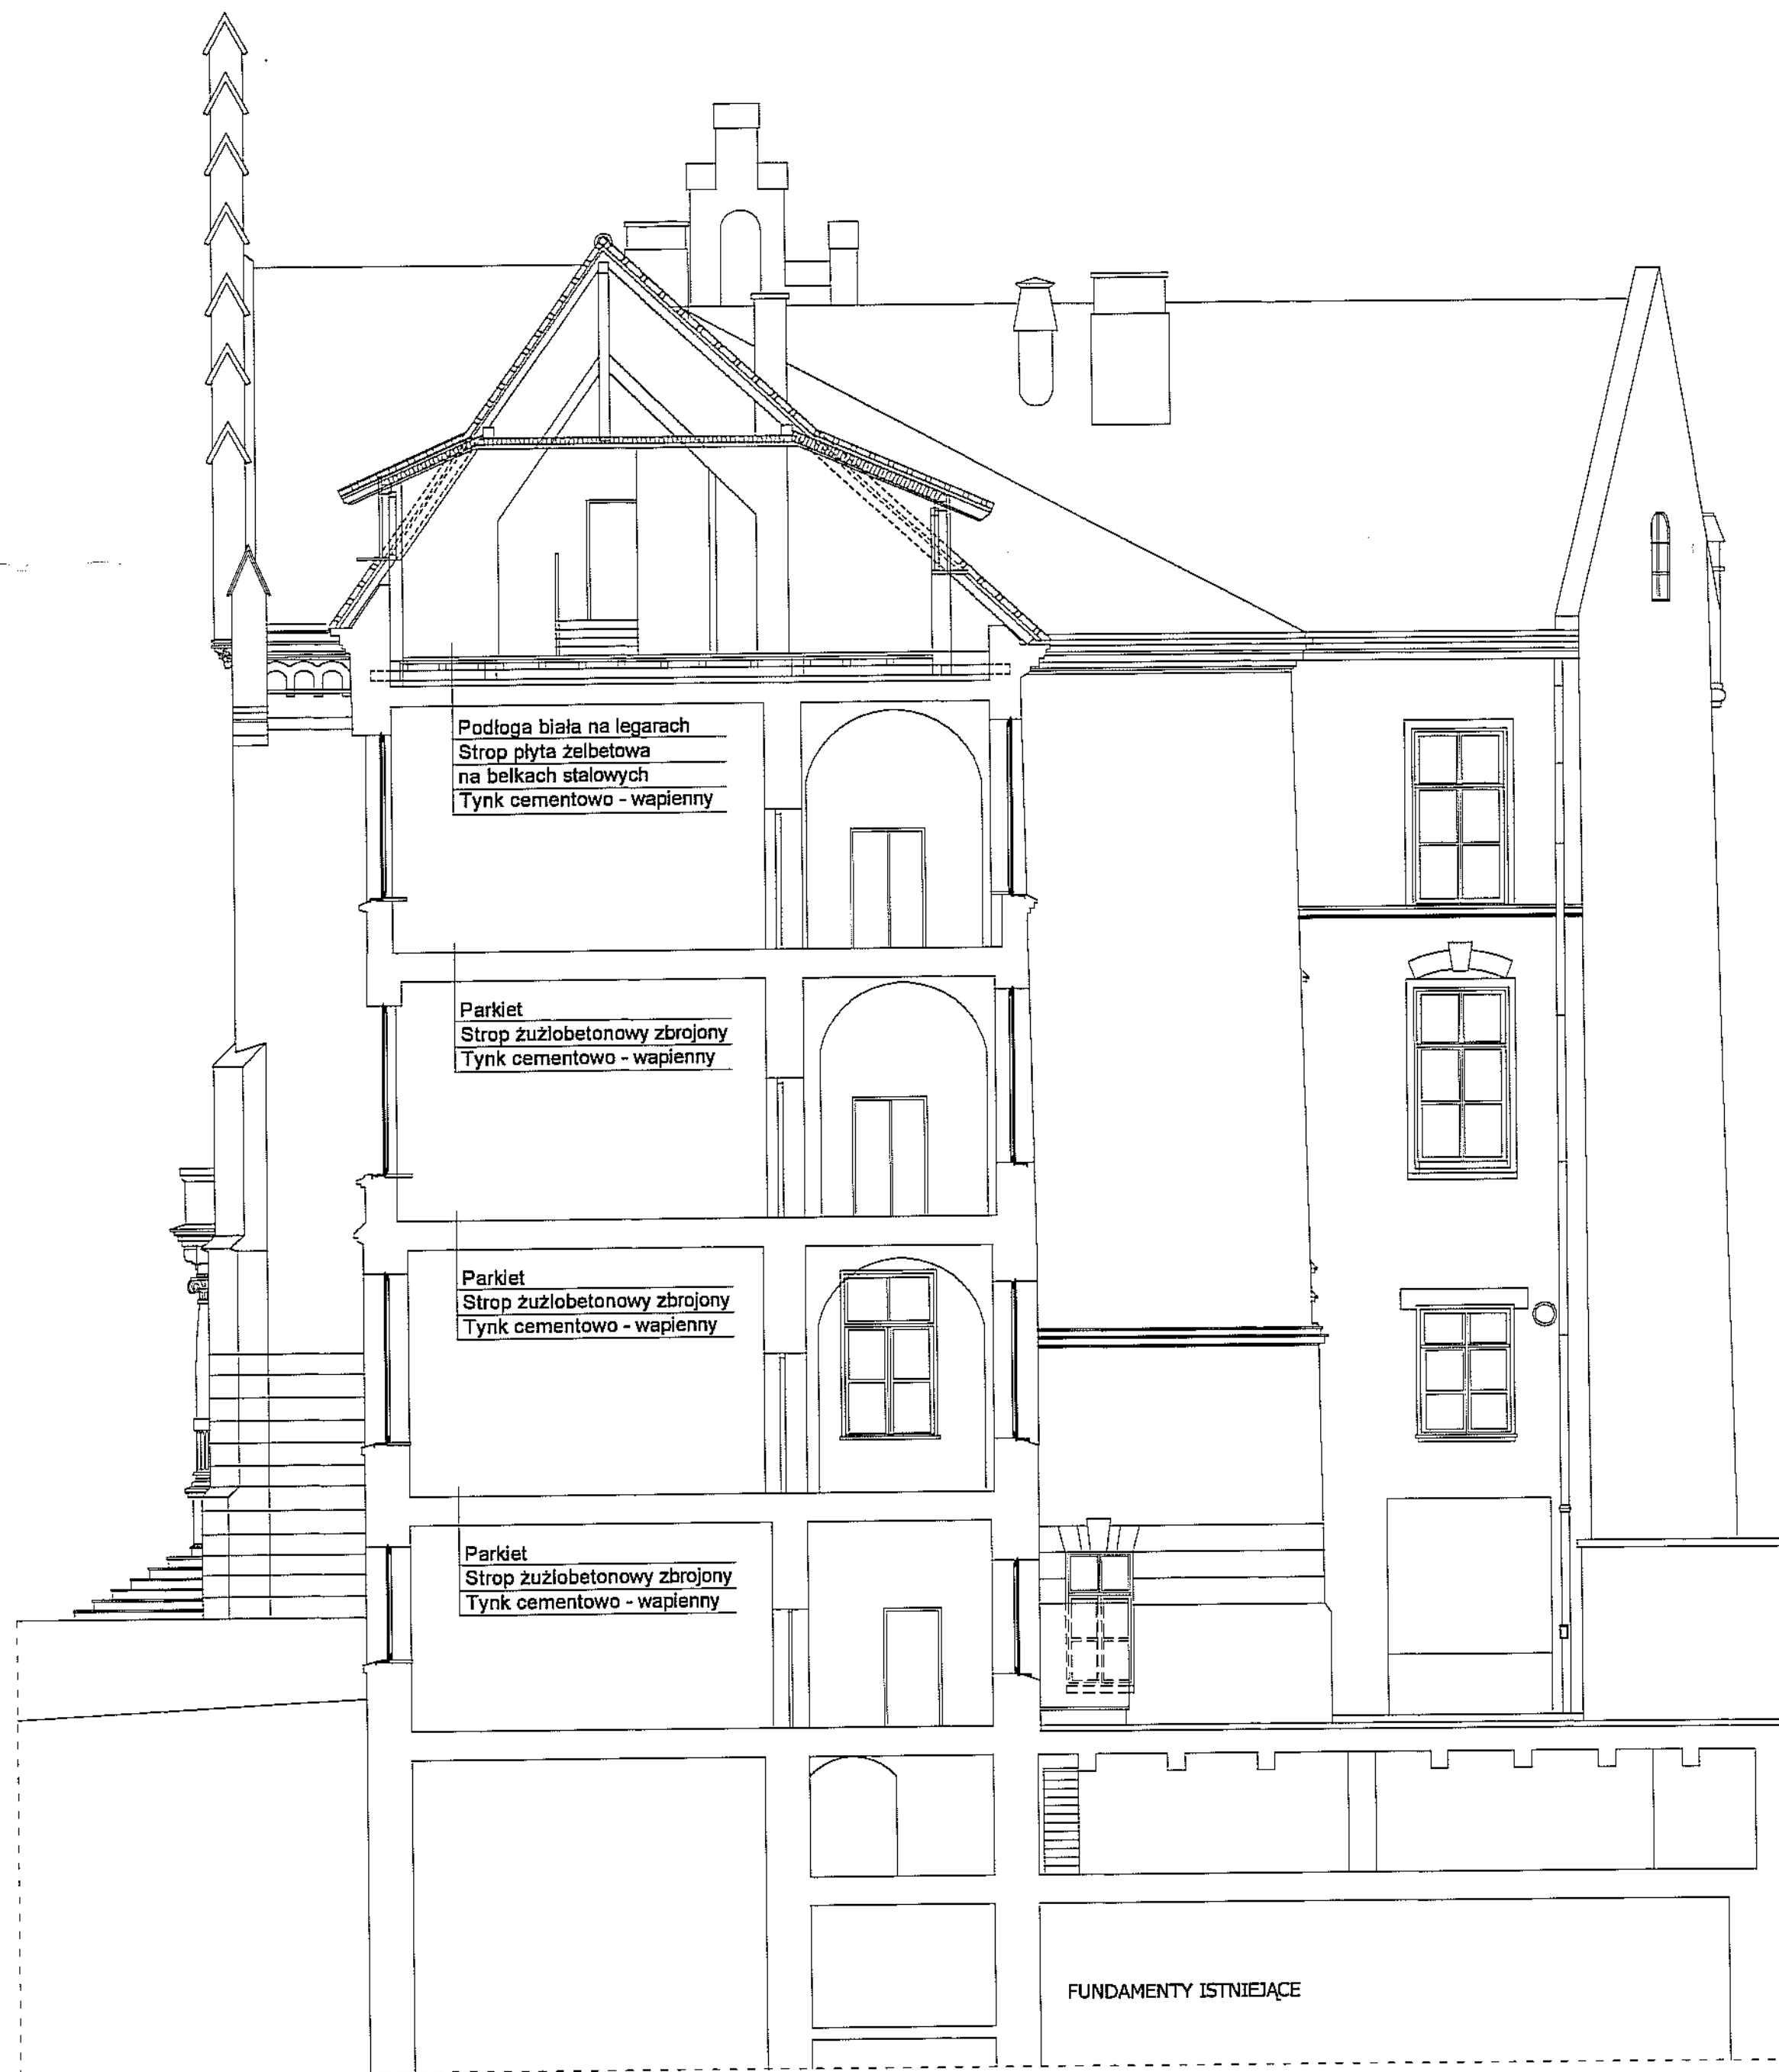 Podłoga biała na legarach
Strop płyta żelbetowa
na belkach stalowych
Tynk cementowo - wapienny
Parkiet
Strop żużlobetonowy zbrojony
Tynk cementowo - wapienny
Parkiet
Strop żużlobetonowy zbrojony
Tynk cementowo - wapienny
Parkiet
Strop żużlobetonowy zbrojony
Tynk cementowo - wapienny
FUNDAMENTY ISTNIEJĄCE